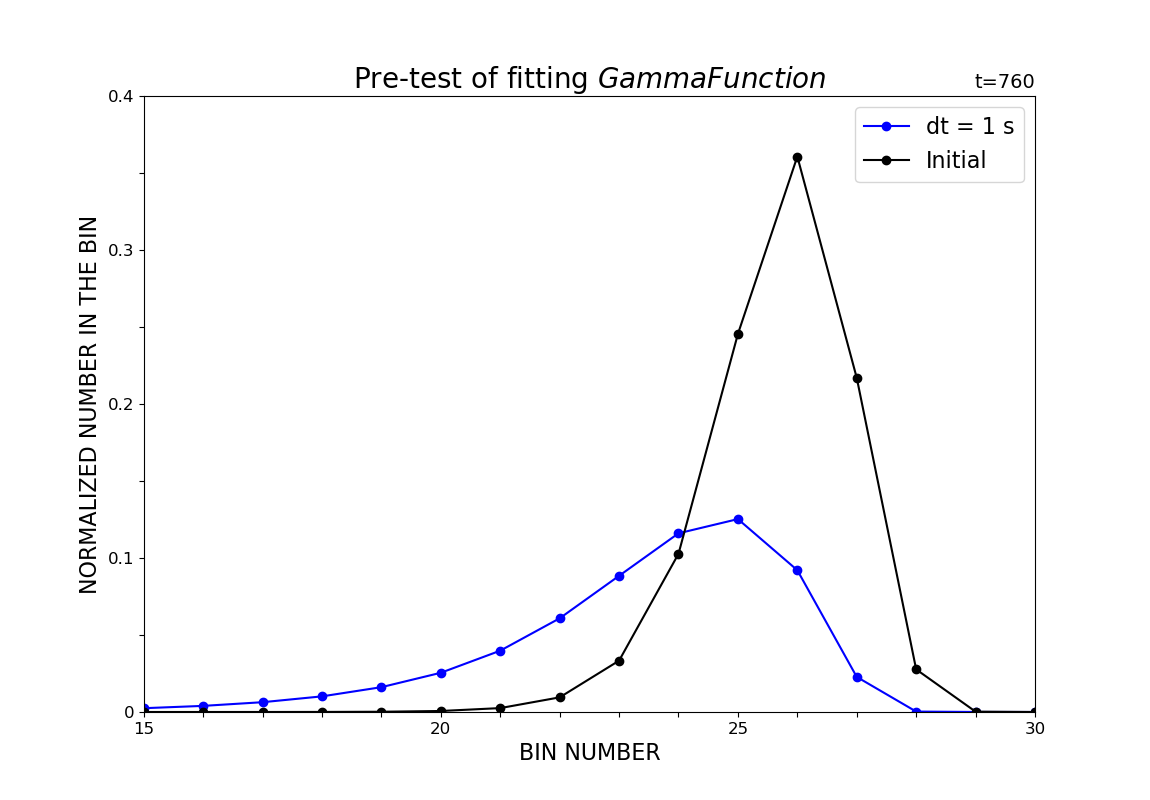 Pre-test of fitting GammaFunction
t=760
dt = 1 s
Initial
NORMALIZED NUMBER IN THE BIN
0.4
0.3
0.2
0.1
0
15
20
25
30
BIN NUMBER